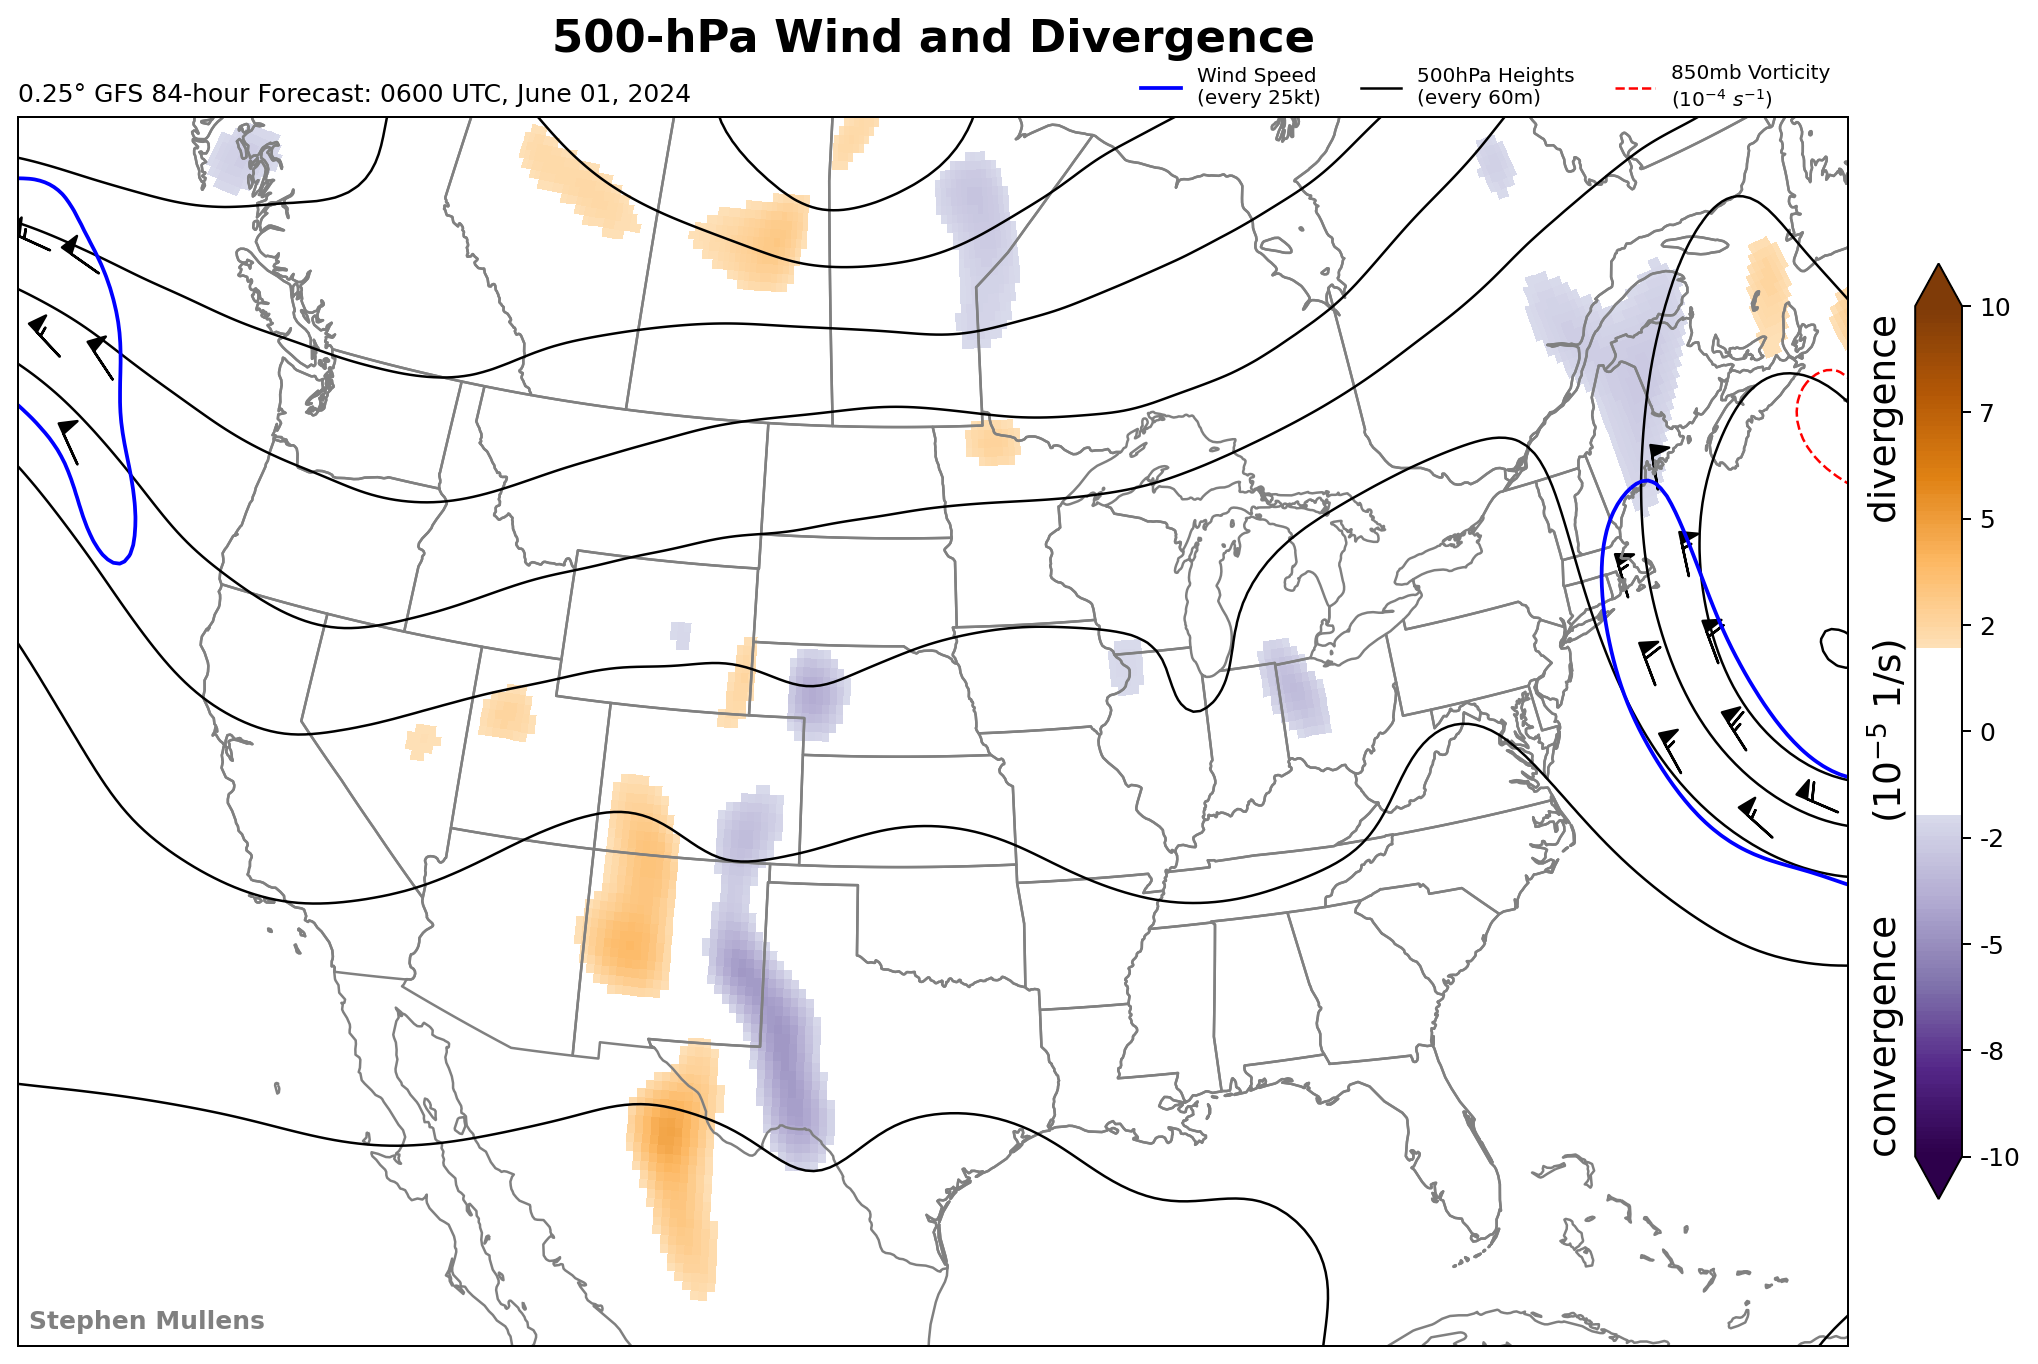 500-hPa Wind and Divergence
0.25° GFS 84-hour Forecast: 0600 UTC, June 01, 2024
Wind Speed
(every 25kt)
500hPa Heights
(every 60m)
850mb Vorticity
(10⁻⁴ s⁻¹)
10
7
5
2
0
-2
-5
-8
-10
convergence (10⁻⁵ 1/s) divergence
Stephen Mullens